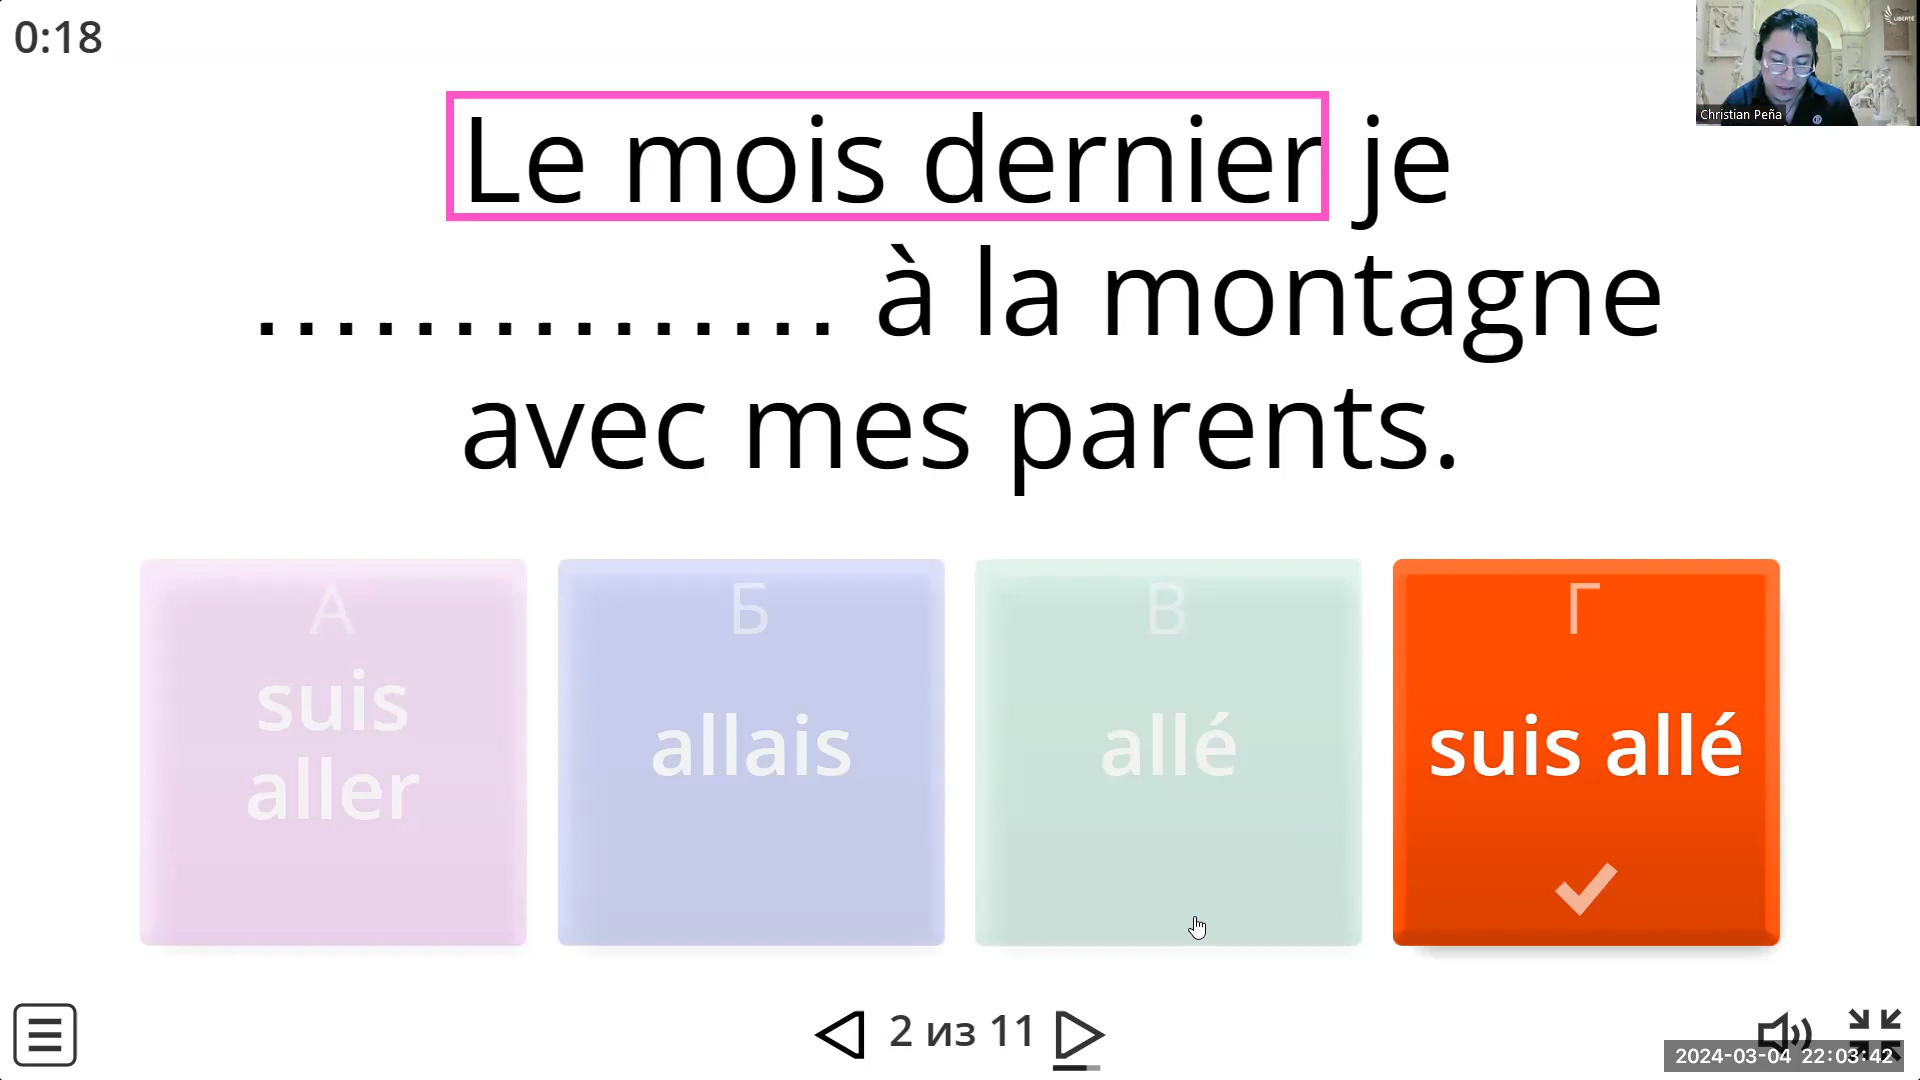 0:18
LIBERTÉ
Christian Peña
Le mois dernier je
............... à la montagne
avec mes parents.
А
suis
aller
Б
allais
В
allé
Г
suis allé
2 из 11
2024-03-04 22:03:42